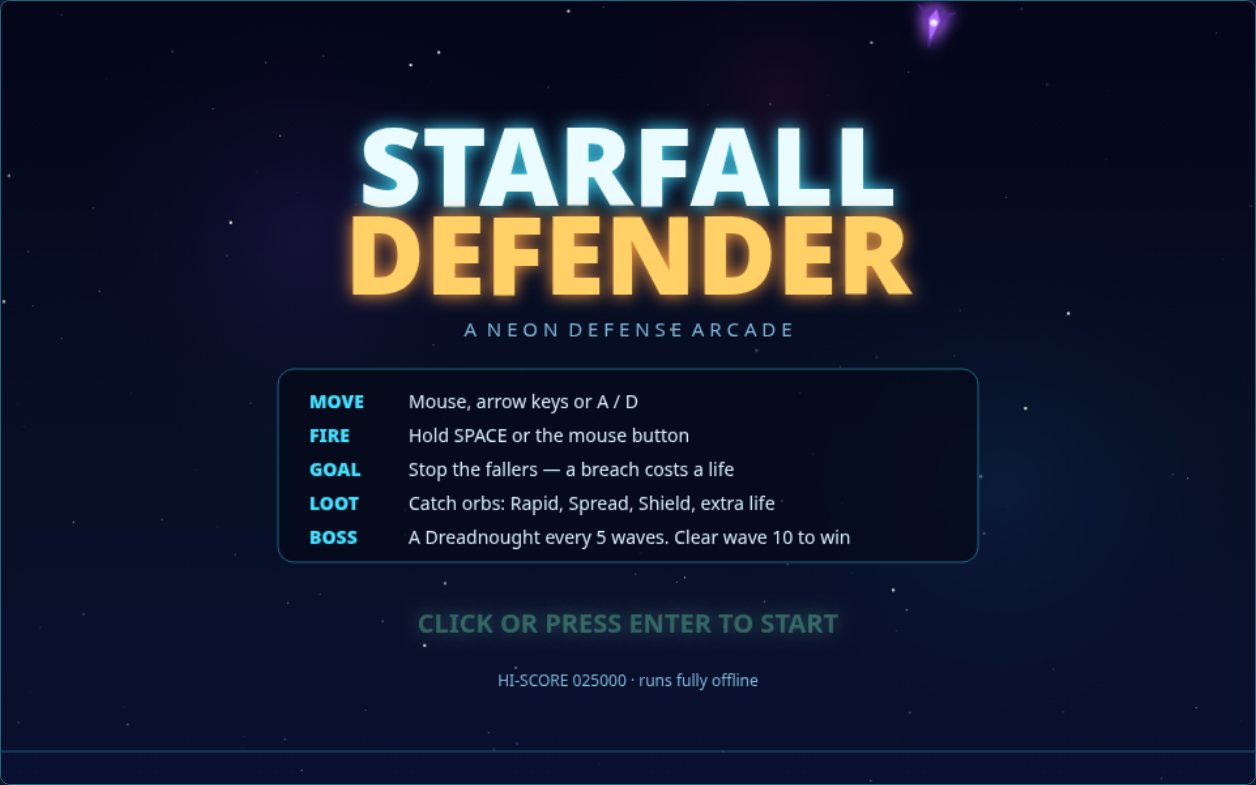 STARFALL
DEFENDER
A NEON DEFENSE ARCADE
MOVE Mouse, arrow keys or A / D
FIRE Hold SPACE or the mouse button
GOAL Stop the fallers — a breach costs a life
LOOT Catch orbs: Rapid, Spread, Shield, extra life
BOSS A Dreadnought every 5 waves. Clear wave 10 to win
CLICK OR PRESS ENTER TO START
HI-SCORE 025000 · runs fully offline